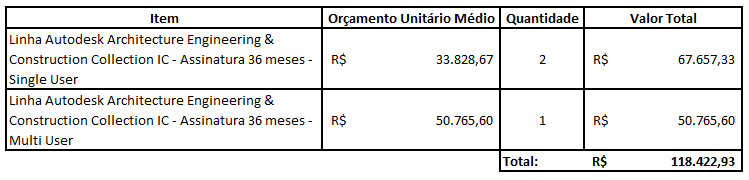 Item Orçamento Unitário Médio Quantidade Valor Total
Linha Autodesk Architecture Engineering &
Construction Collection IC - Assinatura 36 meses -
Single User
R$ 33.828,67 2 R$ 67.657,33
Linha Autodesk Architecture Engineering &
Construction Collection IC - Assinatura 36 meses -
Multi User
R$ 50.765,60 1 R$ 50.765,60
Total: R$ 118.422,93